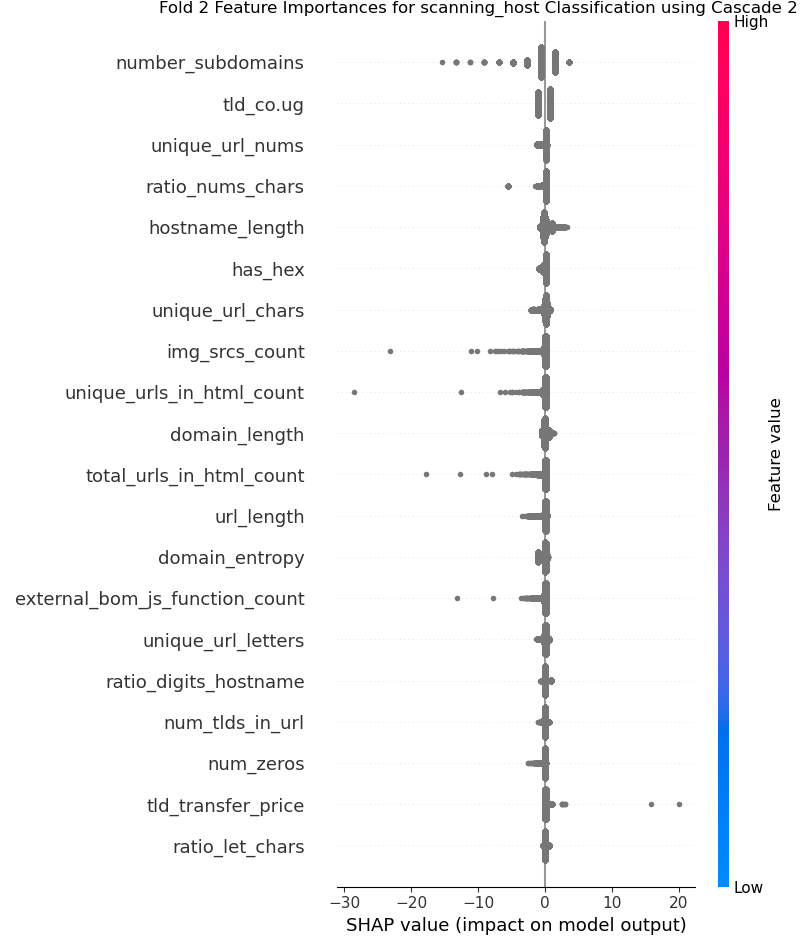 Fold 2 Feature Importances for scanning_host Classification using Cascade 2
High
number_subdomains
tld_co.ug
unique_url_nums
ratio_nums_chars
hostname_length
has_hex
unique_url_chars
img_srcs_count
unique_urls_in_html_count
domain_length
total_urls_in_html_count
url_length
domain_entropy
external_bom_js_function_count
unique_url_letters
ratio_digits_hostname
num_tlds_in_url
num_zeros
tld_transfer_price
ratio_let_chars
Feature value
Low
−30 −20 −10 0 10 20
SHAP value (impact on model output)